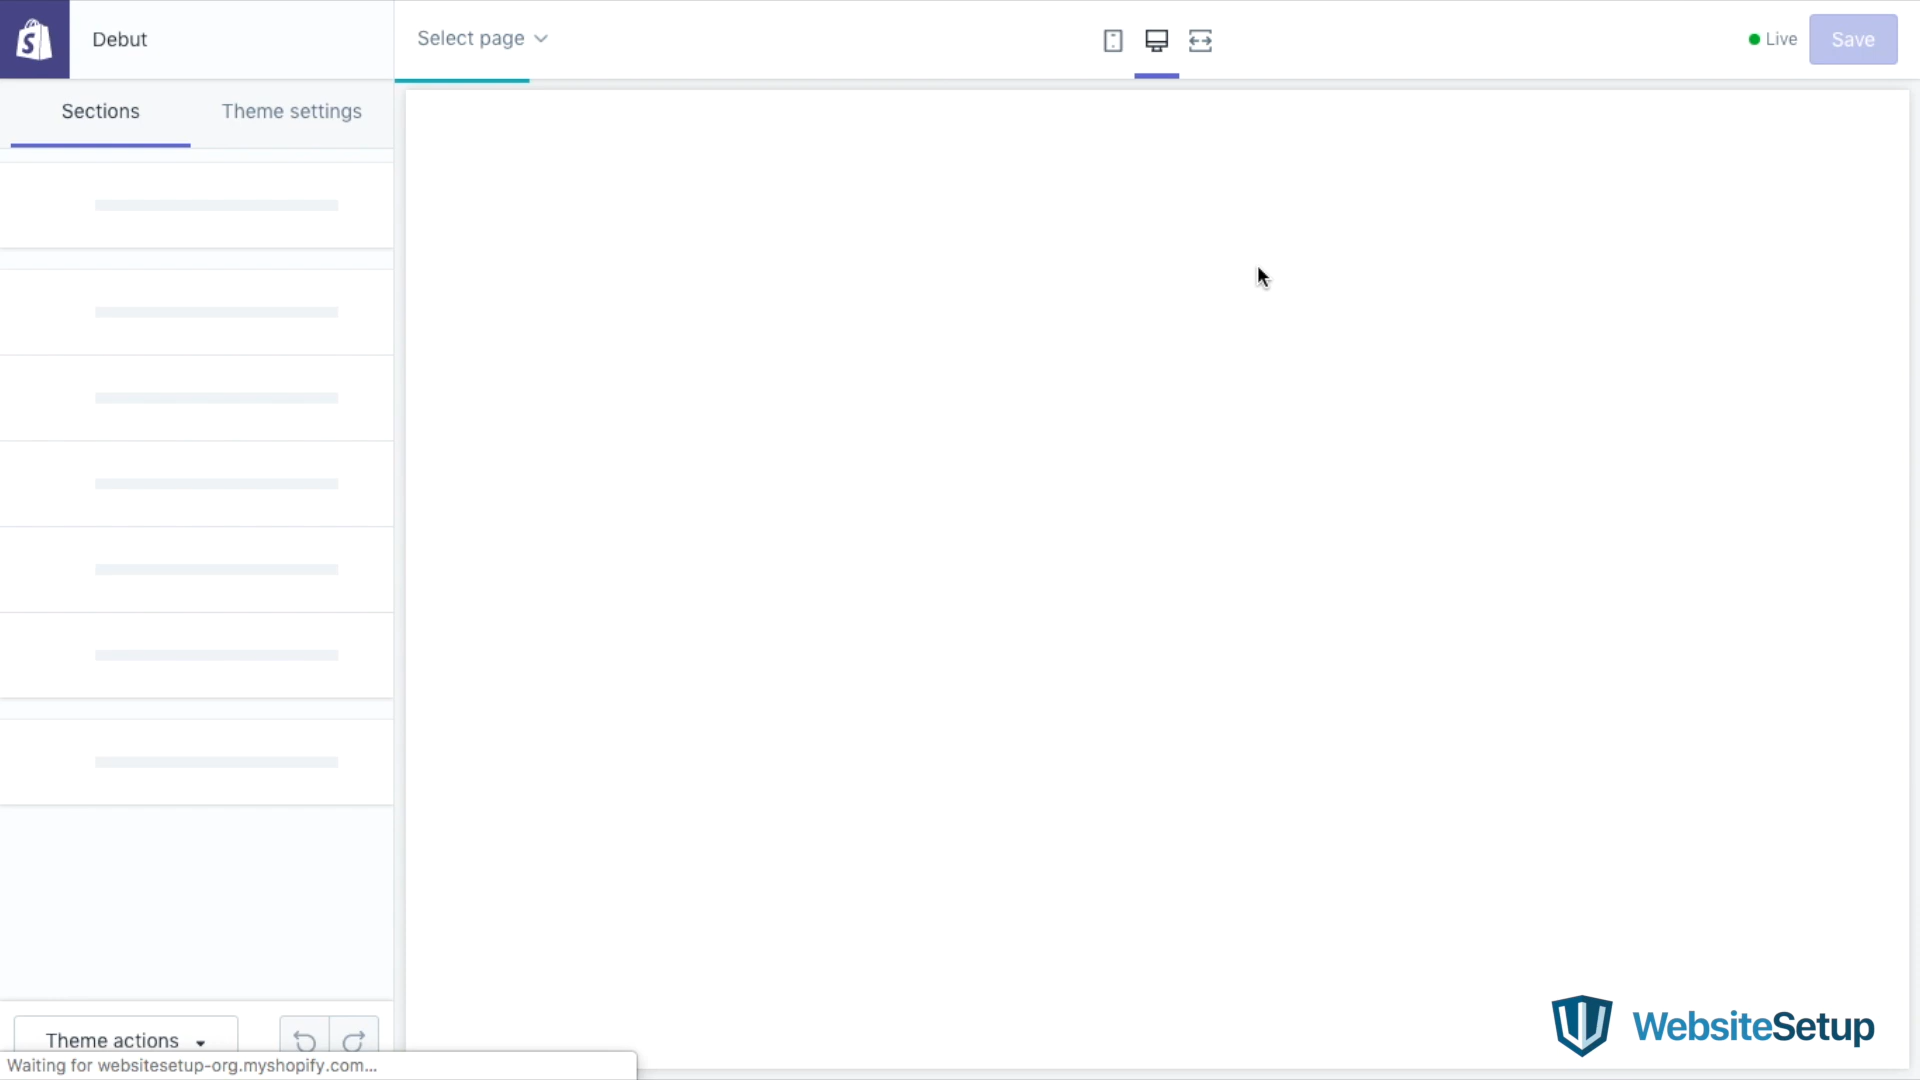 Debut
Select page
Live
Save
Sections
Theme settings
Theme actions
Waiting for websitesetup-org.myshopify.com...
WebsiteSetup